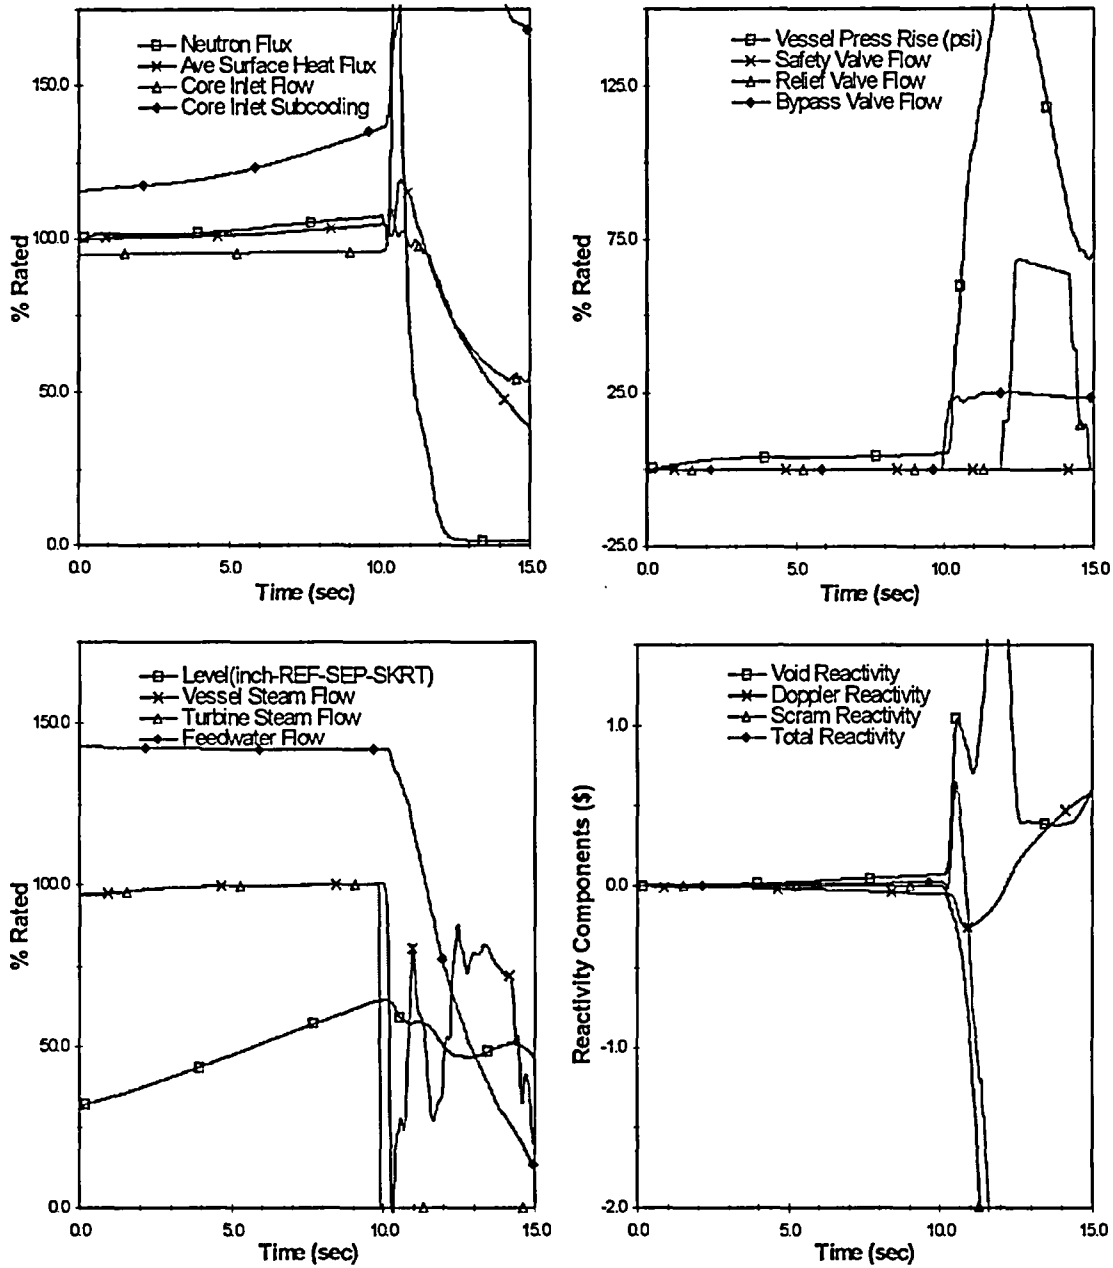 Neutron Flux
Ave Surface Heat Flux
Core Inlet Flow
Core Inlet Subcoding
150.0
100.0
50.0
0.0
% Rated
0.0 5.0 10.0 15.0
Time (sec)
Vessel Press Rise (psi)
Safety Valve Flow
Relief Valve Flow
Bypass Valve Flow
125.0
75.0
25.0
-25.0
% Rated
0.0 5.0 10.0 15.0
Time (sec)
Level(inch-REF-SEP-SKRT)
Vessel Steam Flow
Turbine Steam Flow
Feedwater Flow
150.0
100.0
50.0
0.0
% Rated
0.0 5.0 10.0 15.0
Time (sec)
Void Reactivity
Doppler Reactivity
Scram Reactivity
Total Reactivity
1.0
0.0
-1.0
-2.0
Reactivity Components ($)
0.0 5.0 10.0 15.0
Time (sec)